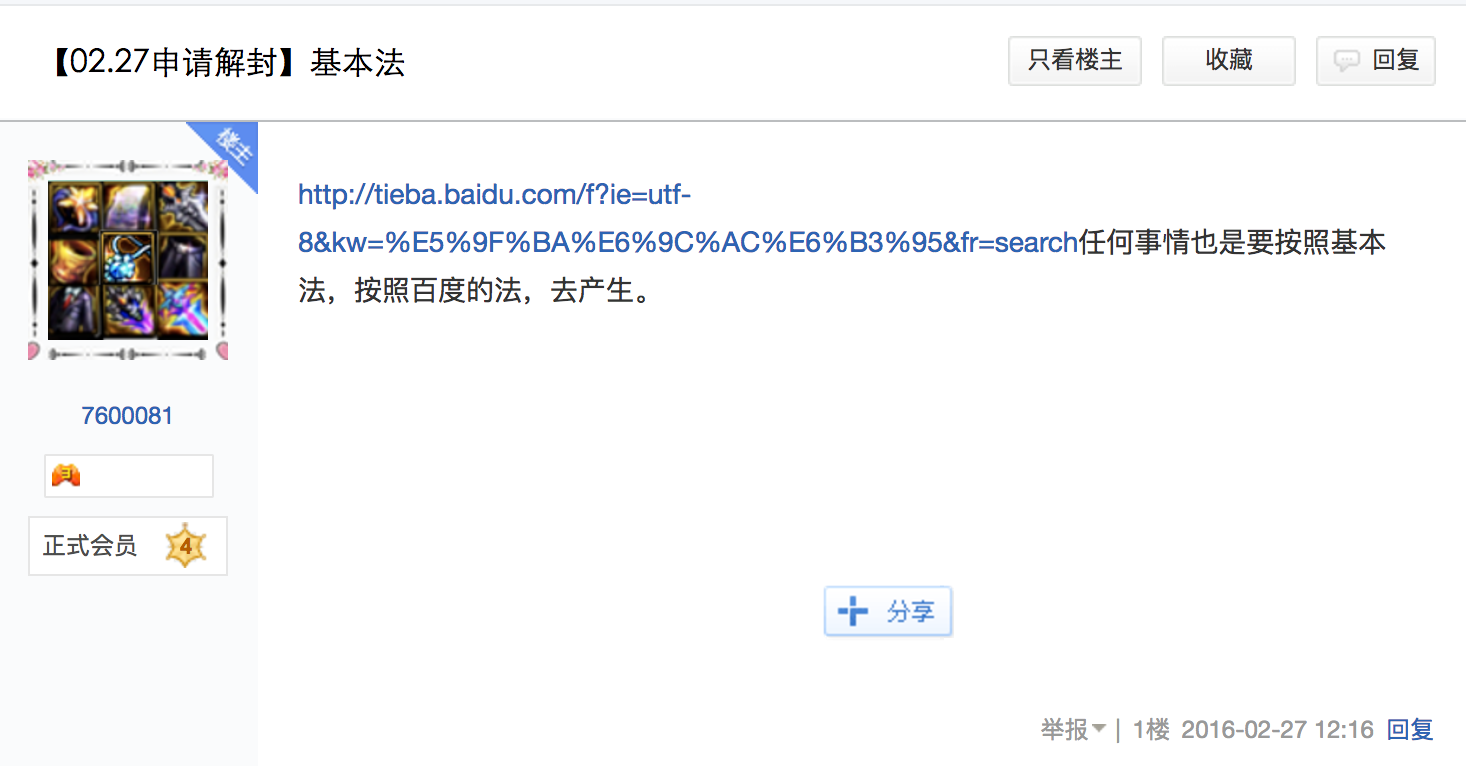 【02.27申请解封】基本法
只看楼主
收藏
回复
楼主
http://tieba.baidu.com/f?ie=utf-
8&kw=%E5%9F%BA%E6%9C%AC%E6%B3%95&fr=search任何事情也是要按照基本
法，按照百度的法，去产生。
7600081
正式会员
4
分享
举报
|
1楼
2016-02-27 12:16
回复